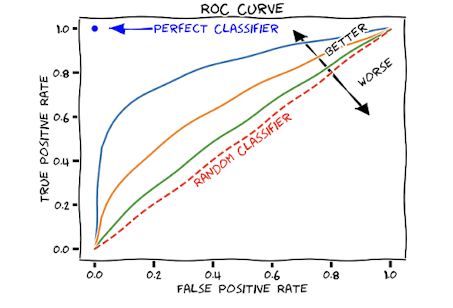 ROC CURVE
PERFECT CLASSIFIER
BETTER
WORSE
RANDOM CLASSIFIER
TRUE POSITIVE RATE
1.0
0.8
0.6
0.4
0.2
0.0
0.0 0.2 0.4 0.6 0.8 1.0
FALSE POSITIVE RATE